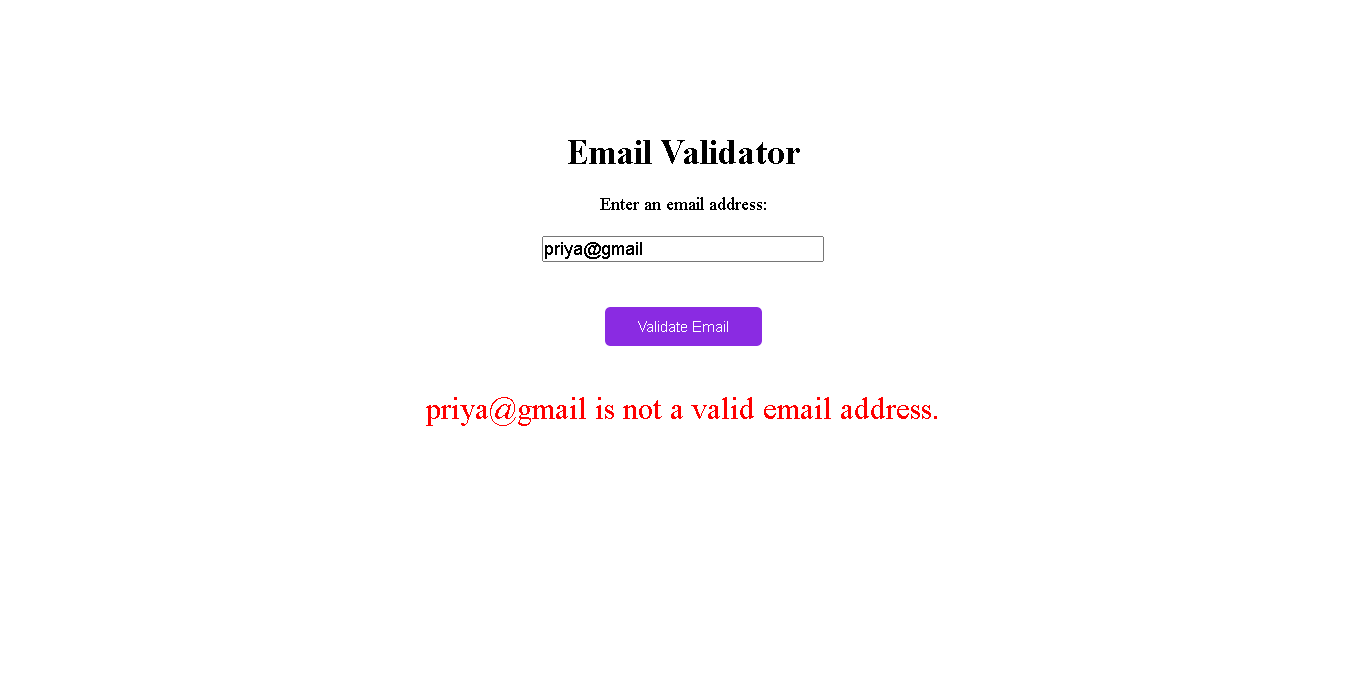 Email Validator
Enter an email address:
priya@gmail
Validate Email
priya@gmail is not a valid email address.